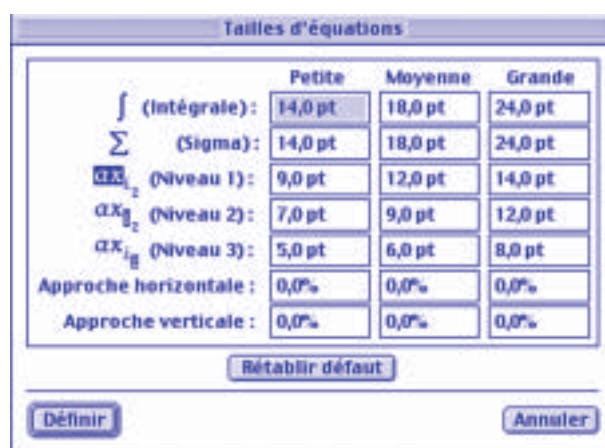 Tailles d'équations
Petite Moyenne Grande
∫ (Intégrale) : 14,0 pt 18,0 pt 24,0 pt
Σ (Sigma) : 14,0 pt 18,0 pt 24,0 pt
αx (Niveau 1) : 9,0 pt 12,0 pt 14,0 pt
αx (Niveau 2) : 7,0 pt 9,0 pt 12,0 pt
αx (Niveau 3) : 5,0 pt 6,0 pt 8,0 pt
Approche horizontale : 0,0% 0,0% 0,0%
Approche verticale : 0,0% 0,0% 0,0%
Rétablir défaut
Définir Annuler